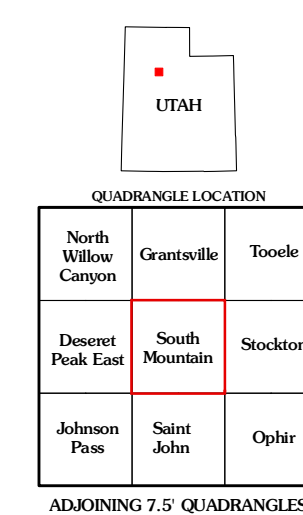 UTAH
QUADRANGLE LOCATION
North
Willow
Canyon
Grantsville
Tooele
Deseret
Peak East
South
Mountain
Stockton
Johnson
Pass
Saint
John
Ophir
ADJOINING 7.5' QUADRANGLES